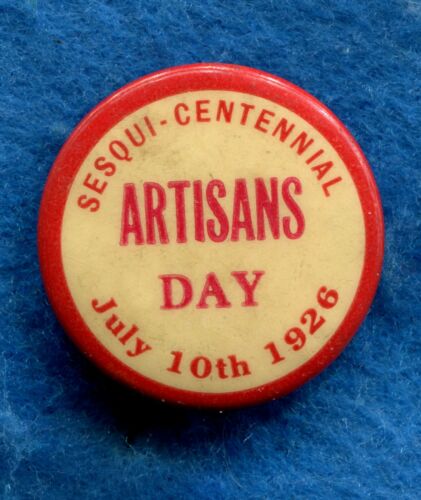 SESQUI-CENTENNIAL
ARTISANS
DAY
July 10th 1926